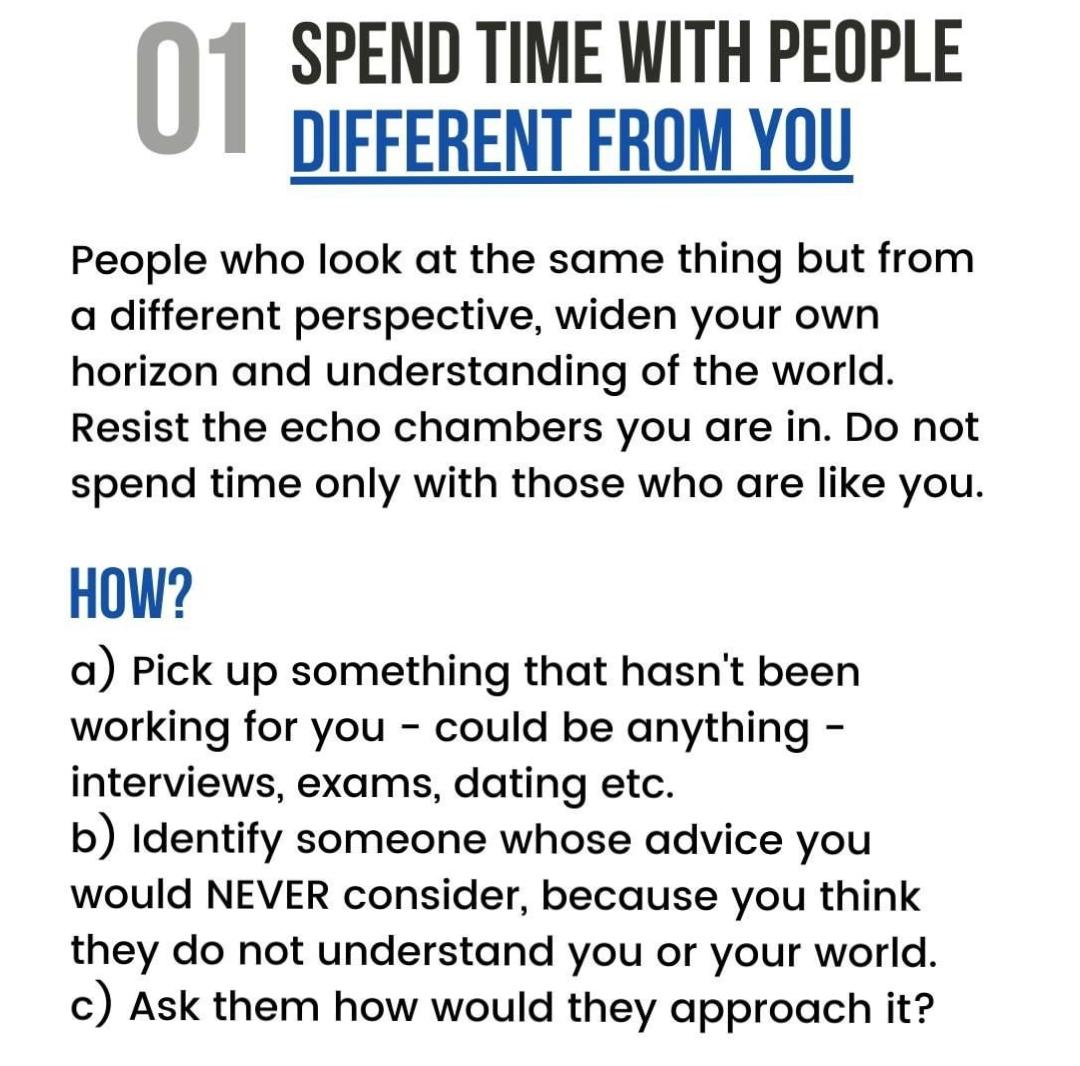 01
SPEND TIME WITH PEOPLE
DIFFERENT FROM YOU
People who look at the same thing but from
a different perspective, widen your own
horizon and understanding of the world.
Resist the echo chambers you are in. Do not
spend time only with those who are like you.
HOW?
a) Pick up something that hasn't been
working for you - could be anything -
interviews, exams, dating etc.
b) Identify someone whose advice you
would NEVER consider, because you think
they do not understand you or your world.
c) Ask them how would they approach it?